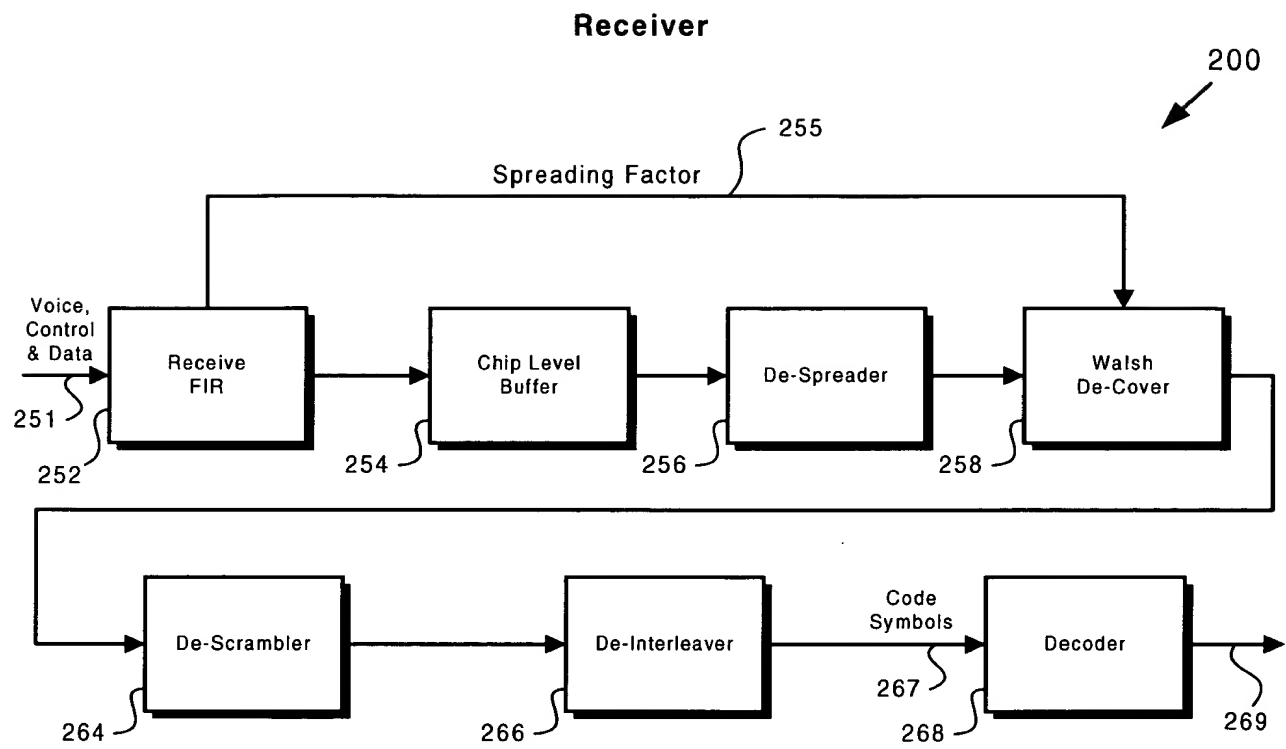 Receiver
200
255
Spreading Factor
Voice,
Control
& Data
Receive
FIR
Chip Level
Buffer
De-Spreader
Walsh
De-Cover
251
252
254
256
258
Code
Symbols
De-Scrambler
De-Interleaver
Decoder
267
264
266
268
269